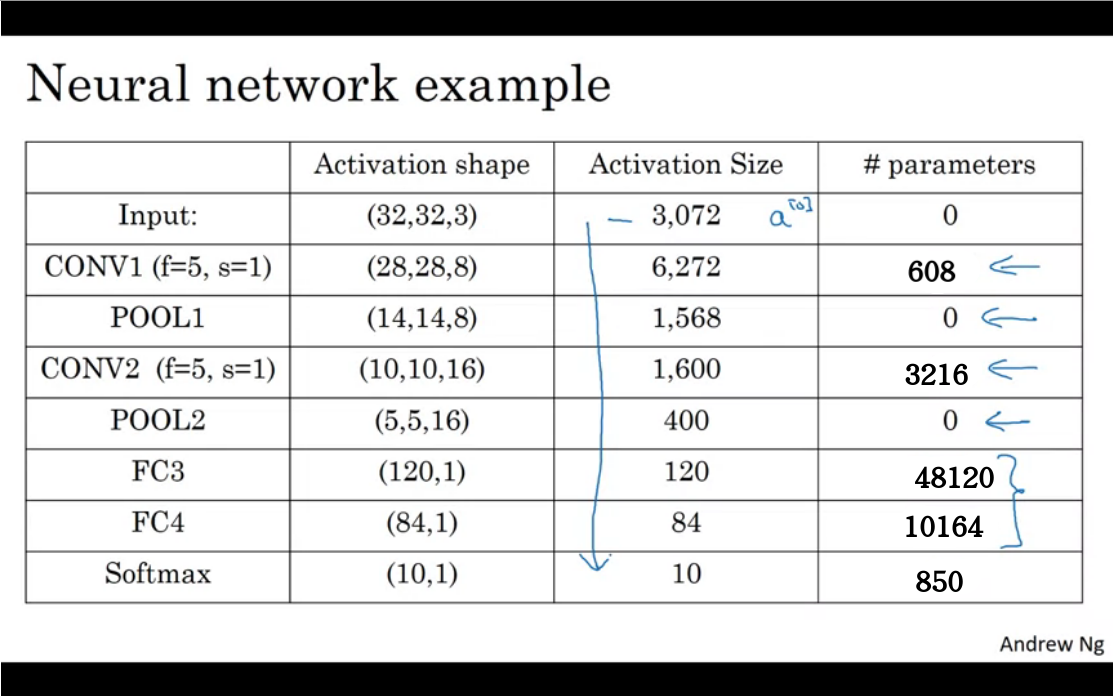 Neural network example
Activation shape Activation Size # parameters
Input: (32,32,3) – 3,072 a[0] 0
CONV1 (f=5, s=1) (28,28,8) 6,272 608 ←
POOL1 (14,14,8) 1,568 0 ←
CONV2 (f=5, s=1) (10,10,16) 1,600 3216 ←
POOL2 (5,5,16) 400 0 ←
FC3 (120,1) 120 48120 }
FC4 (84,1) 84 10164
Softmax (10,1) 10 850
Andrew Ng